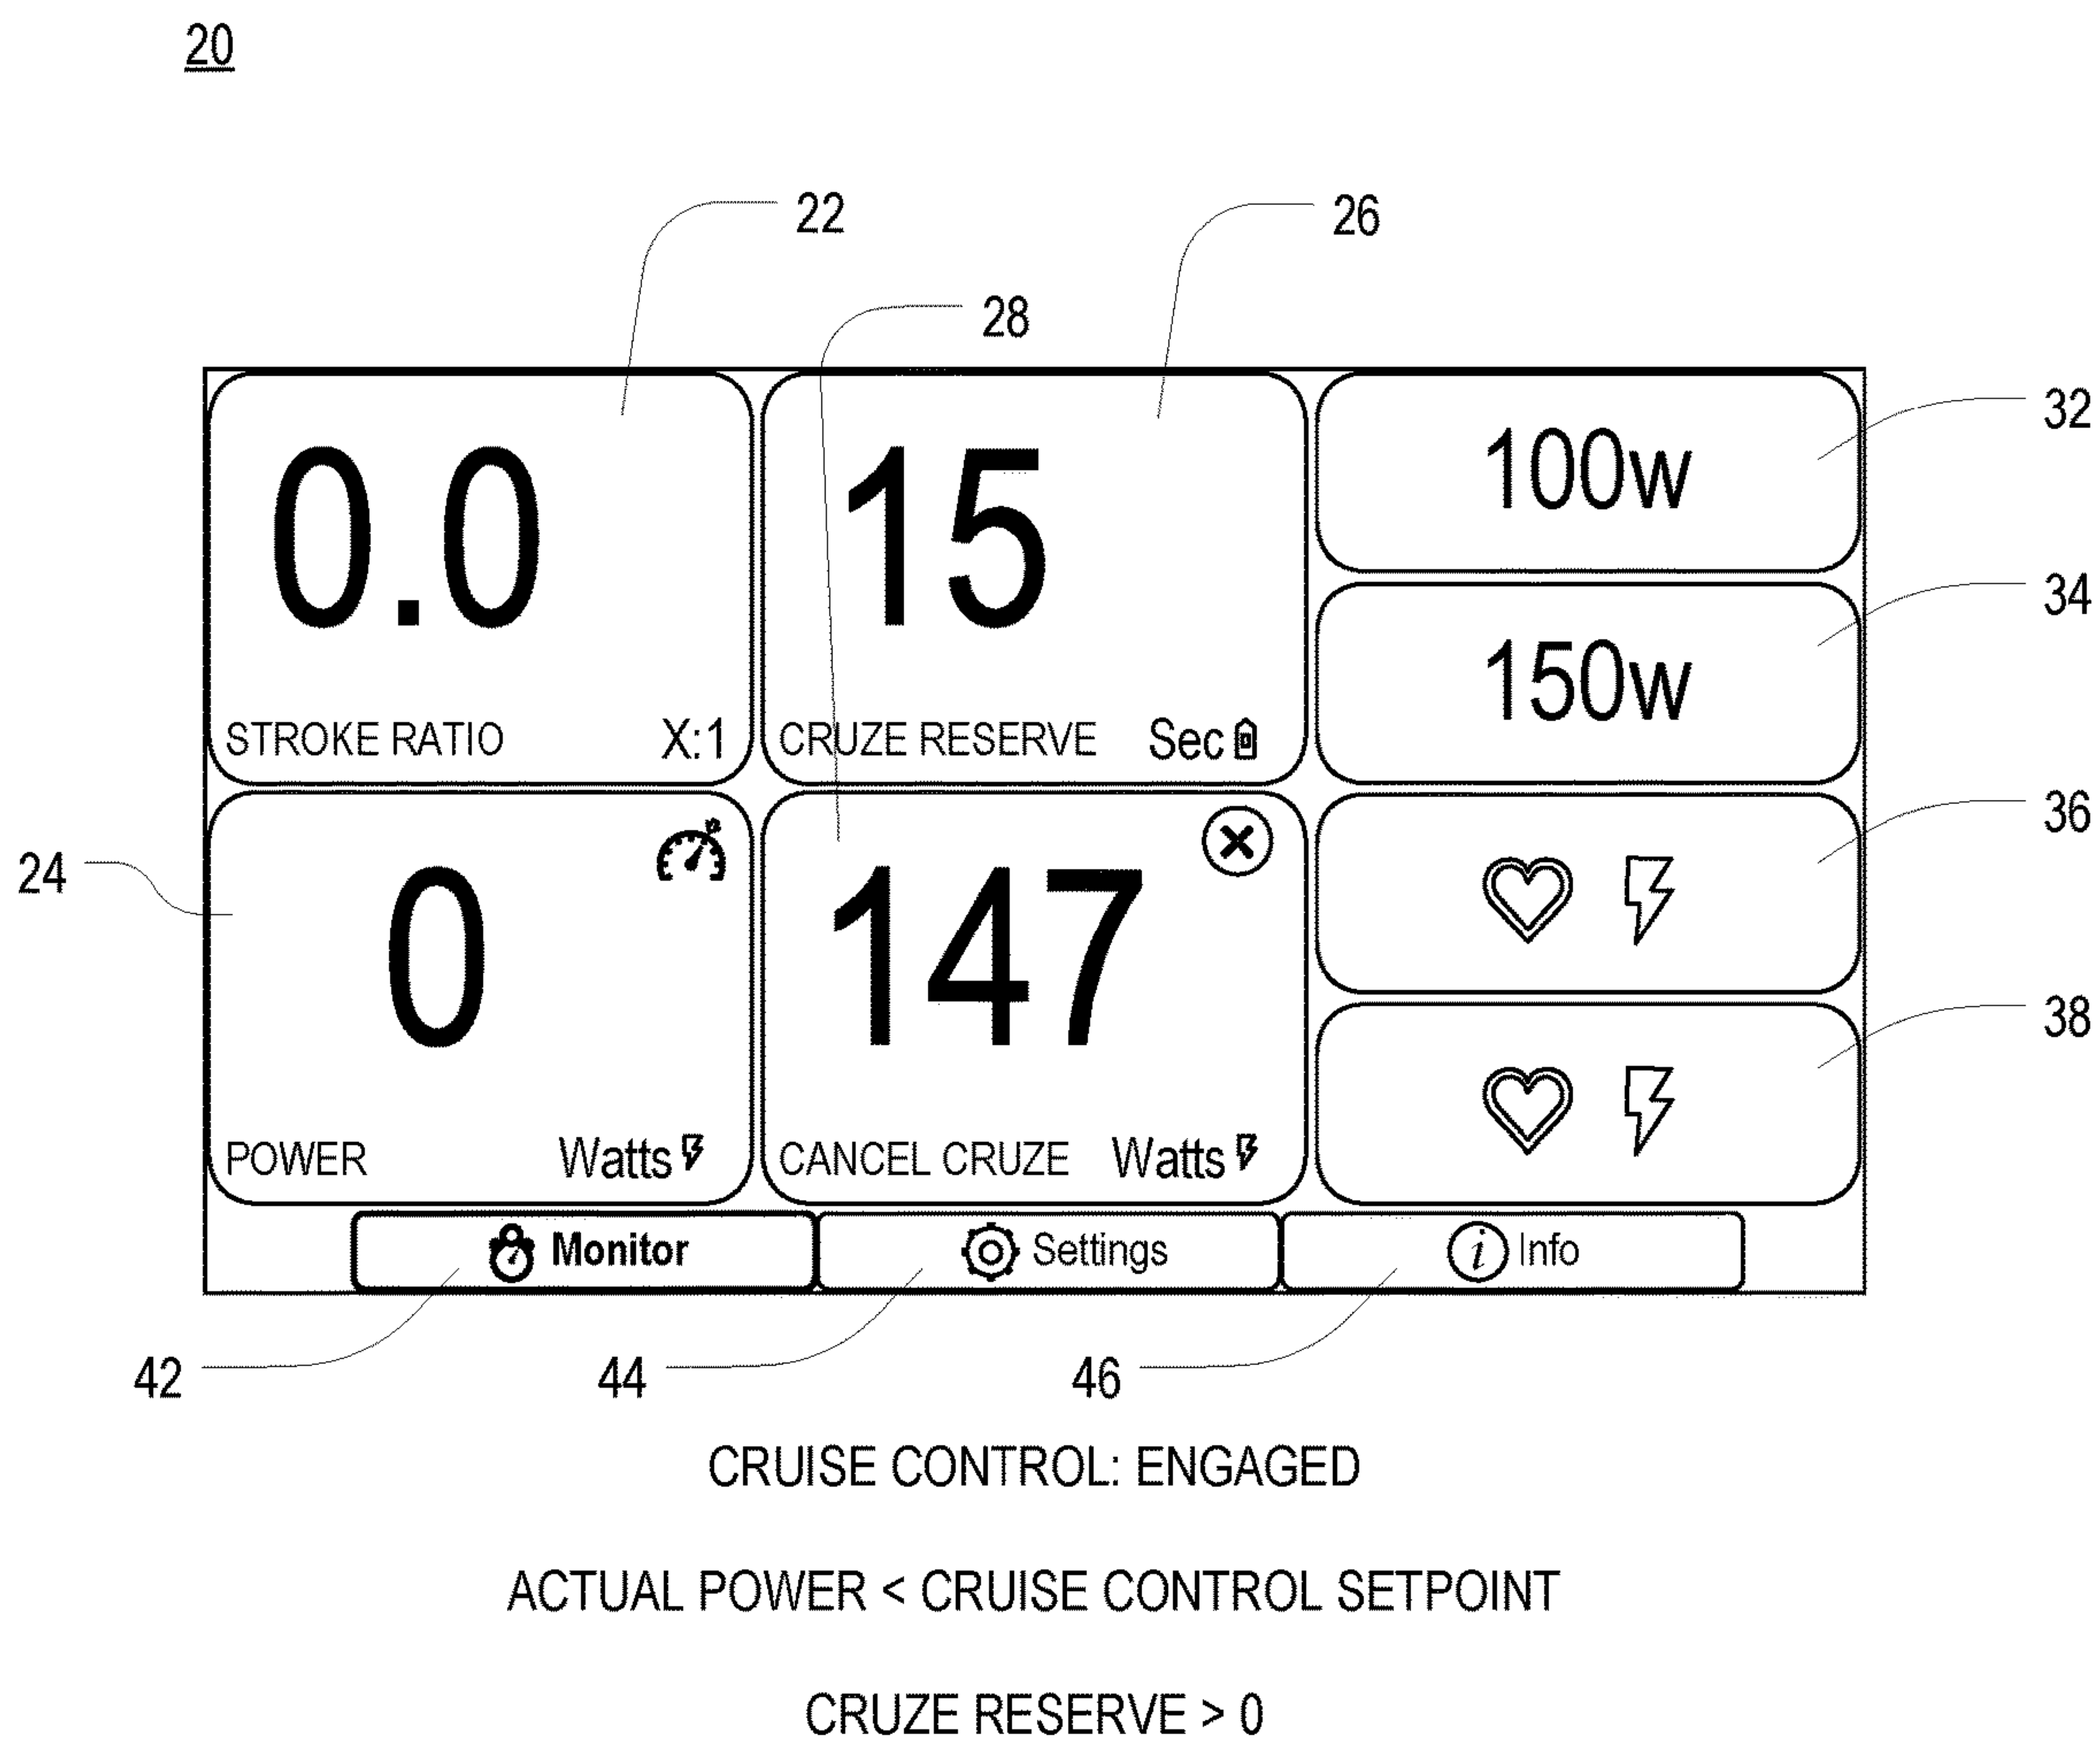 20
22
26
28
0.0
STROKE RATIO X:1
15
CRUZE RESERVE Sec
100w
32
150w
34
24
0
POWER Watts
147
CANCEL CRUZE Watts
36
38
Monitor
Settings
i Info
42
44
46
CRUISE CONTROL: ENGAGED
ACTUAL POWER < CRUISE CONTROL SETPOINT
CRUZE RESERVE > 0